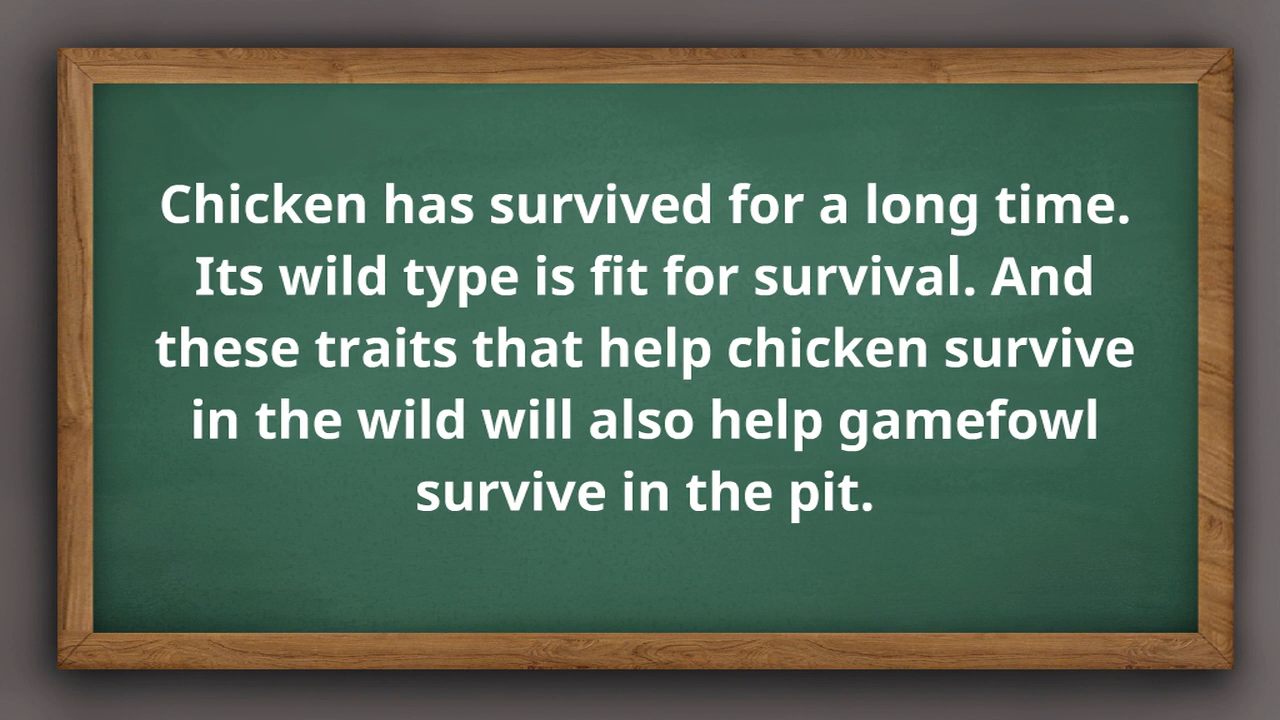 Chicken has survived for a long time.
Its wild type is fit for survival. And
these traits that help chicken survive
in the wild will also help gamefowl
survive in the pit.